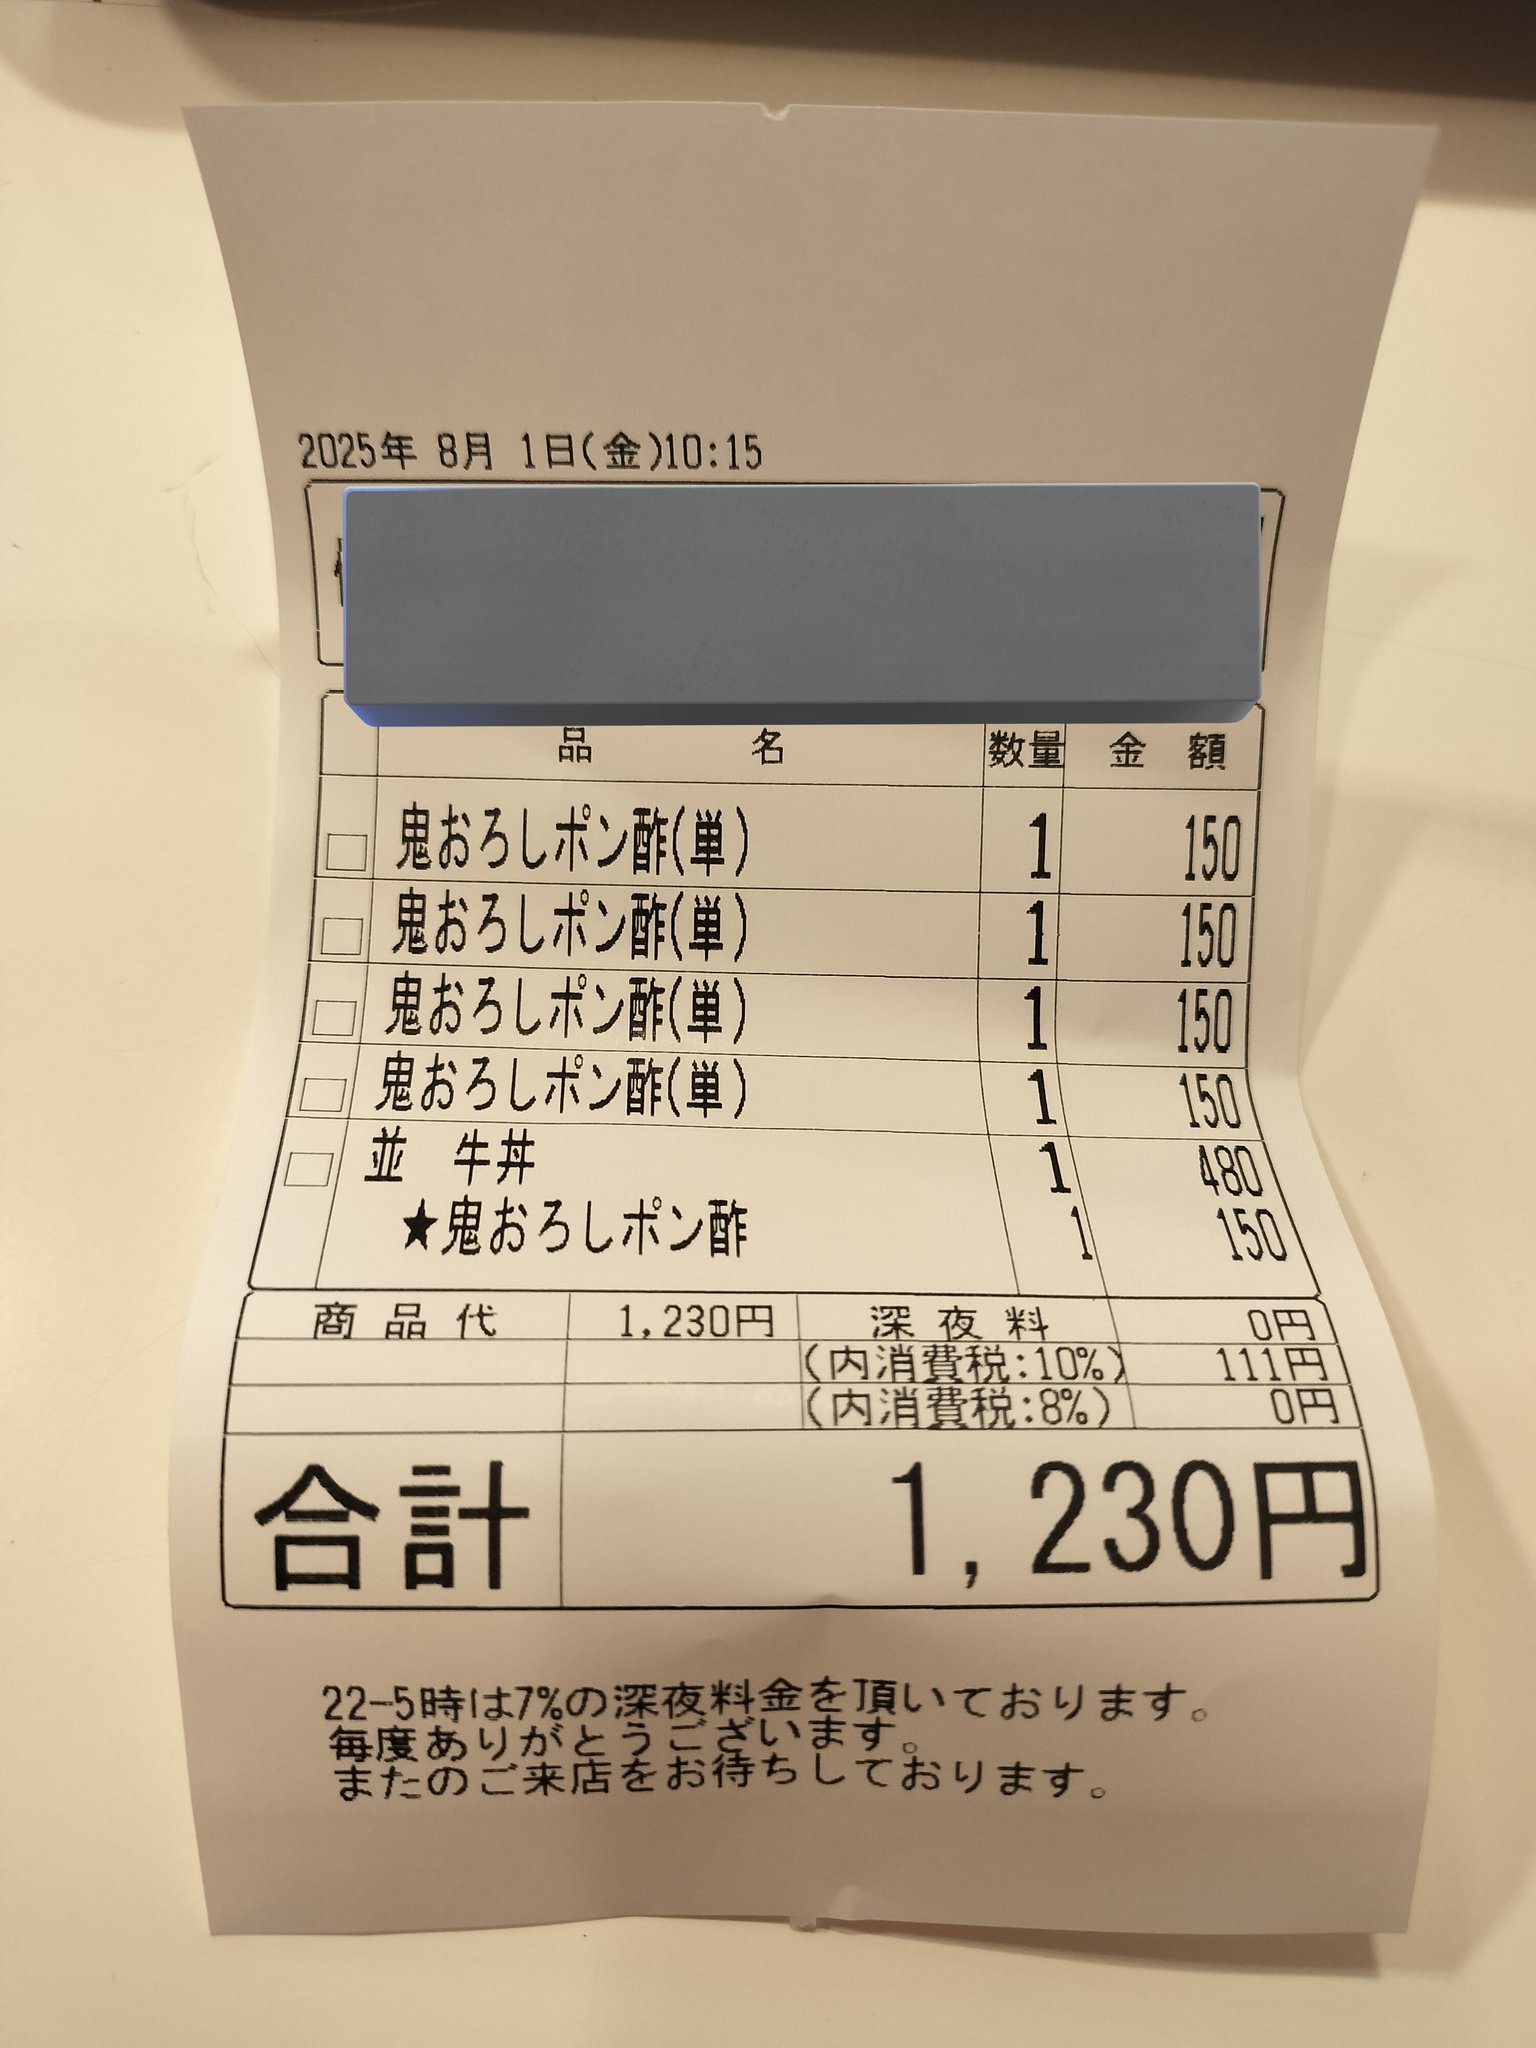 2025年 8月 1日(金)10:15
品 名 数量 金 額
鬼おろしポン酢(単) 1 150
鬼おろしポン酢(単) 1 150
鬼おろしポン酢(単) 1 150
鬼おろしポン酢(単) 1 150
並 牛丼 1 480
★鬼おろしポン酢 1 150
商品代 1,230円 深夜料 0円
(内消費税:10%) 111円
(内消費税:8%) 0円
合計 1,230円
22-5時は7%の深夜料金を頂いております。
毎度ありがとうございます。
またのご来店をお待ちしております。